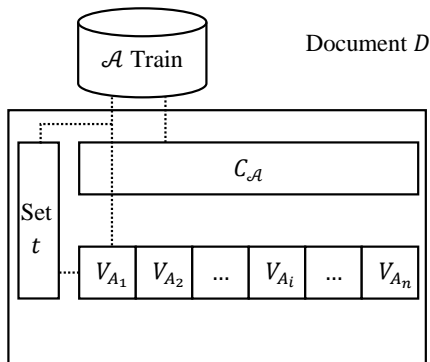 Document D
𝒜 Train
C_𝒜
Set
t
V_{A_1} V_{A_2} ... V_{A_i} ... V_{A_n}